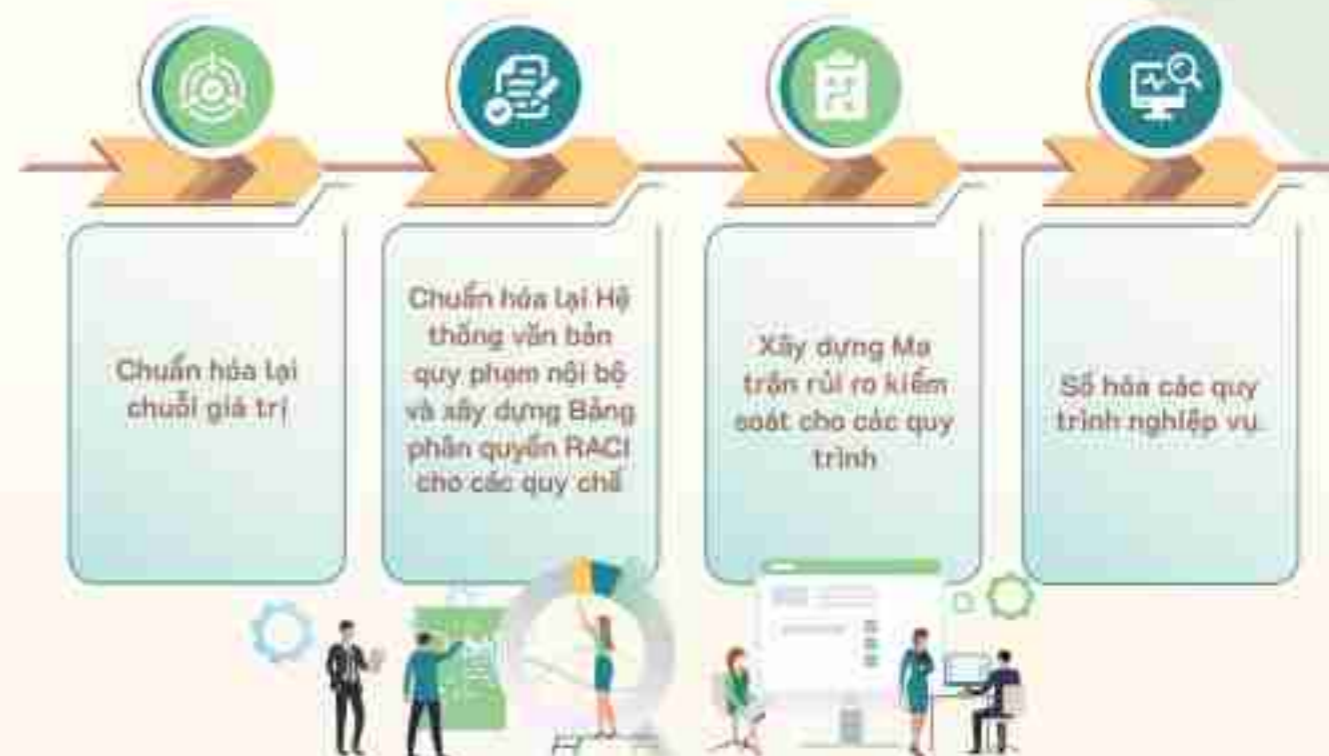 Chuẩn hóa lại
chuỗi giá trị
Chuẩn hóa lại Hệ
thống văn bản
quy phạm nội bộ
và xây dựng Bảng
phân quyền RACI
cho các quy chế
Xây dựng Ma
trận rủi ro kiểm
soát cho các quy
trình
Số hóa các quy
trình nghiệp vụ